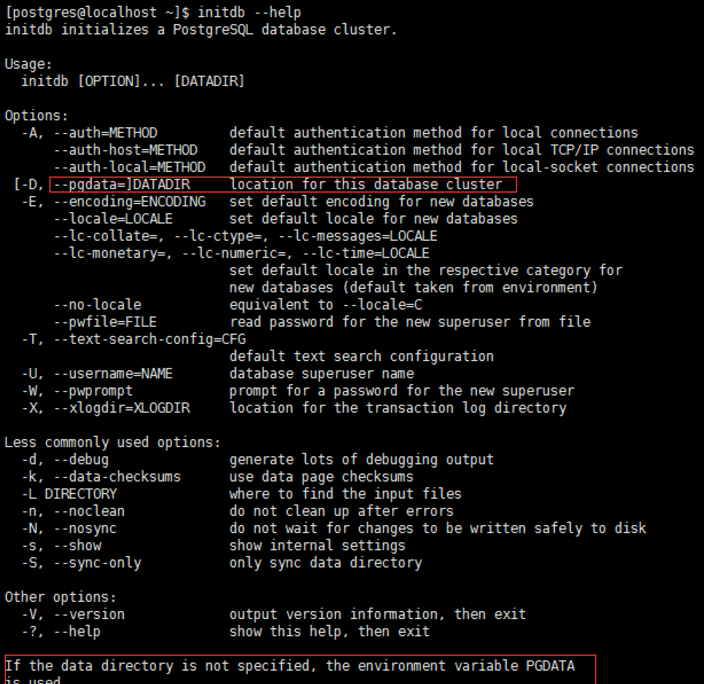 [postgres@localhost ~]$ initdb --help
initdb initializes a PostgreSQL database cluster.
Usage:
initdb [OPTION]... [DATADIR]
Options:
-A, --auth=METHOD default authentication method for local connections
--auth-host=METHOD default authentication method for local TCP/IP connections
--auth-local=METHOD default authentication method for local-socket connections
[-D, --pgdata=]DATADIR location for this database cluster
-E, --encoding=ENCODING set default encoding for new databases
--locale=LOCALE set default locale for new databases
--lc-collate=, --lc-ctype=, --lc-messages=LOCALE
--lc-monetary=, --lc-numeric=, --lc-time=LOCALE
set default locale in the respective category for
new databases (default taken from environment)
--no-locale equivalent to --locale=C
--pwfile=FILE read password for the new superuser from file
-T, --text-search-config=CFG
default text search configuration
-U, --username=NAME database superuser name
-W, --pwprompt prompt for a password for the new superuser
-X, --xlogdir=XLOGDIR location for the transaction log directory
Less commonly used options:
-d, --debug generate lots of debugging output
-k, --data-checksums use data page checksums
-L DIRECTORY where to find the input files
-n, --noclean do not clean up after errors
-N, --nosync do not wait for changes to be written safely to disk
-s, --show show internal settings
-S, --sync-only only sync data directory
Other options:
-V, --version output version information, then exit
-?, --help show this help, then exit
If the data directory is not specified, the environment variable PGDATA
is used